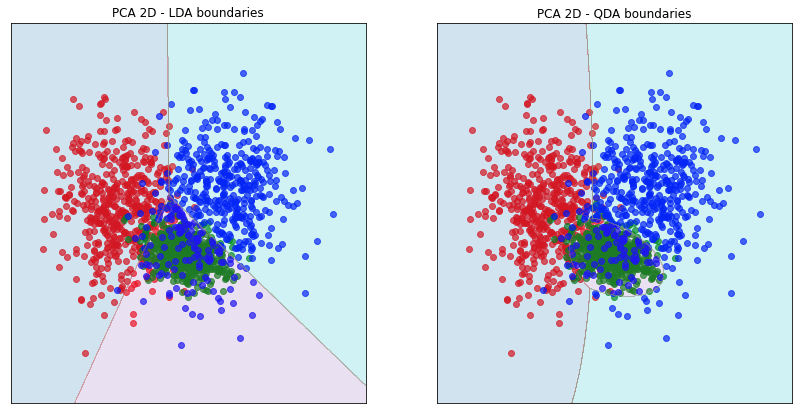 PCA 2D - LDA boundaries
PCA 2D - QDA boundaries